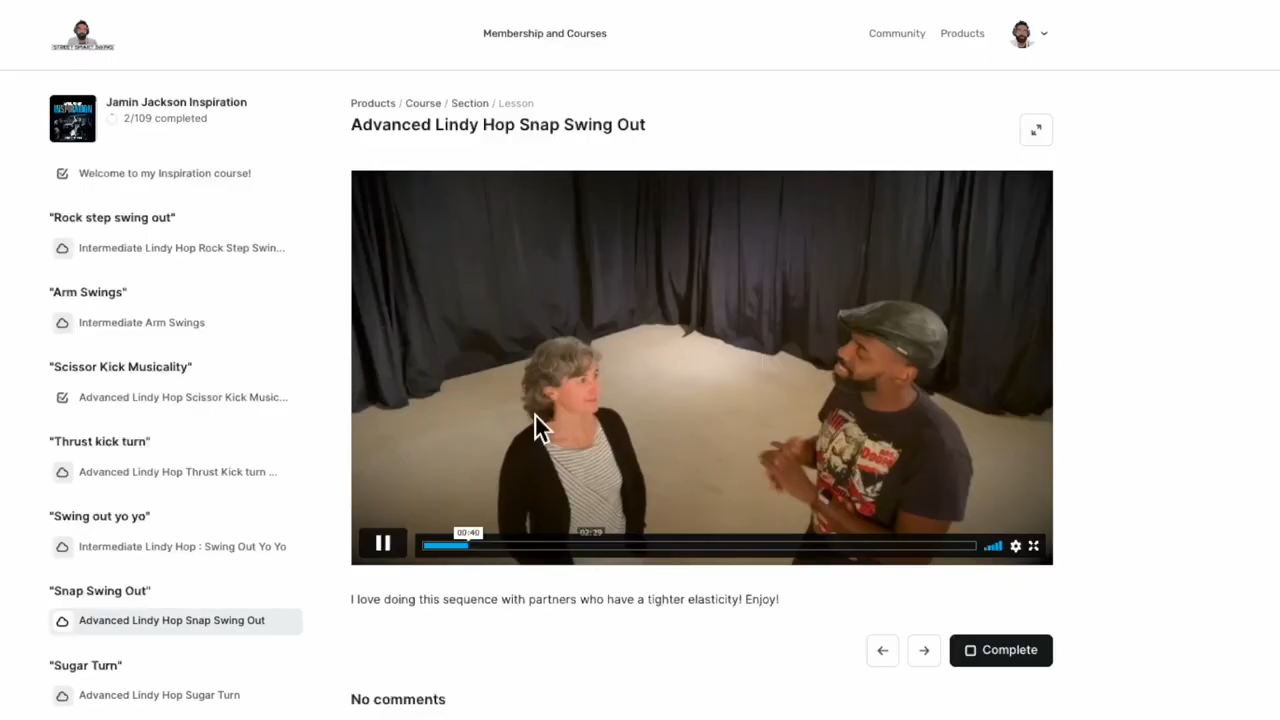 STREET SMART SWING
Membership and Courses
Community
Products
Jamin Jackson Inspiration
2/109 completed
Welcome to my Inspiration course!
"Rock step swing out"
Intermediate Lindy Hop Rock Step Swin...
"Arm Swings"
Intermediate Arm Swings
"Scissor Kick Musicality"
Advanced Lindy Hop Scissor Kick Music...
"Thrust kick turn"
Advanced Lindy Hop Thrust Kick turn ...
"Swing out yo yo"
Intermediate Lindy Hop : Swing Out Yo Yo
"Snap Swing Out"
Advanced Lindy Hop Snap Swing Out
"Sugar Turn"
Advanced Lindy Hop Sugar Turn
Products / Course / Section / Lesson
Advanced Lindy Hop Snap Swing Out
00:40
02:29
I love doing this sequence with partners who have a tighter elasticity! Enjoy!
Complete
No comments